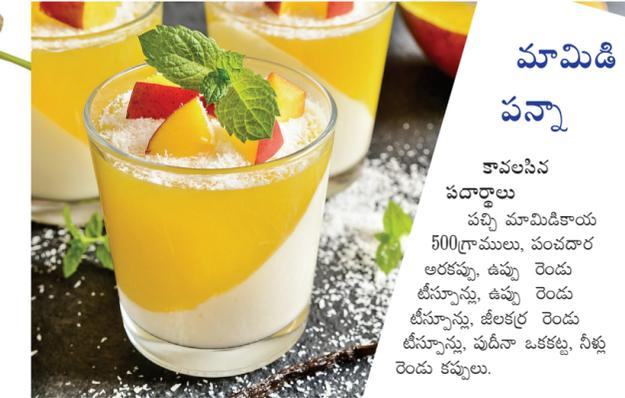 మామిడి
పన్నా
కావలసిన
పదార్థాలు
పచ్చి మామిడికాయ
500గ్రాములు, పంచదార
అరకప్పు, ఉప్పు రెండు
టీస్పూన్లు, ఉప్పు రెండు
టీస్పూన్లు, జీలకర్ర రెండు
టీస్పూన్లు, పుదీనా ఒకకట్ట, నీళ్లు
రెండు కప్పులు.